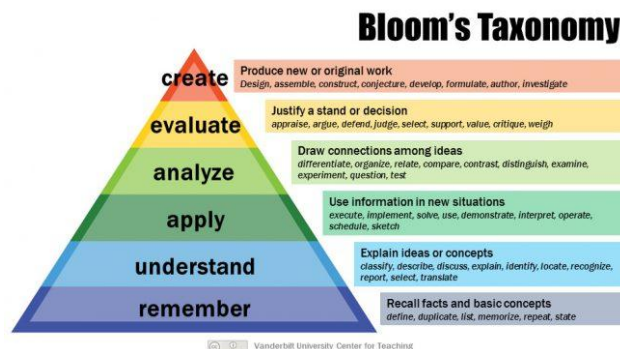 Bloom's Taxonomy
create
Produce new or original work
Design, assemble, construct, conjecture, develop, formulate, author, investigate
evaluate
Justify a stand or decision
appraise, argue, defend, judge, select, support, value, critique, weigh
analyze
Draw connections among ideas
differentiate, organize, relate, compare, contrast, distinguish, examine,
experiment, question, test
apply
Use information in new situations
execute, implement, solve, use, demonstrate, interpret, operate,
schedule, sketch
understand
Explain ideas or concepts
classify, describe, discuss, explain, identify, locate, recognize,
report, select, translate
remember
Recall facts and basic concepts
define, duplicate, list, memorize, repeat, state
Vanderbilt University Center for Teaching